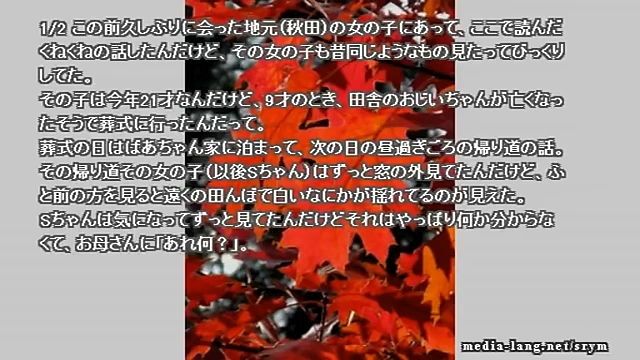 1/2 この前久しぶりに会った地元（秋田）の女の子にあって、ここで読んだ
くねくねの話したんだけど、その女の子も昔同じようなもの見たってびっくり
してた。
その子は今年21才なんだけど、9才のとき、田舎のおじいちゃんが亡くなっ
たそうで葬式に行ったんだって。
葬式の日はばあちゃん家に泊まって、次の日の昼過ぎごろの帰り道の話。
その帰り道その女の子（以後Sちゃん）はずっと窓の外見てたんだけど、ふ
と前の方を見ると遠くの田んぼで白いなにかが揺れてるのが見えた。
Sちゃんは気になってずっと見てたんだけどそれはやっぱり何か分からな
くて、お母さんに「あれ何？」。
media-lang.net/srym